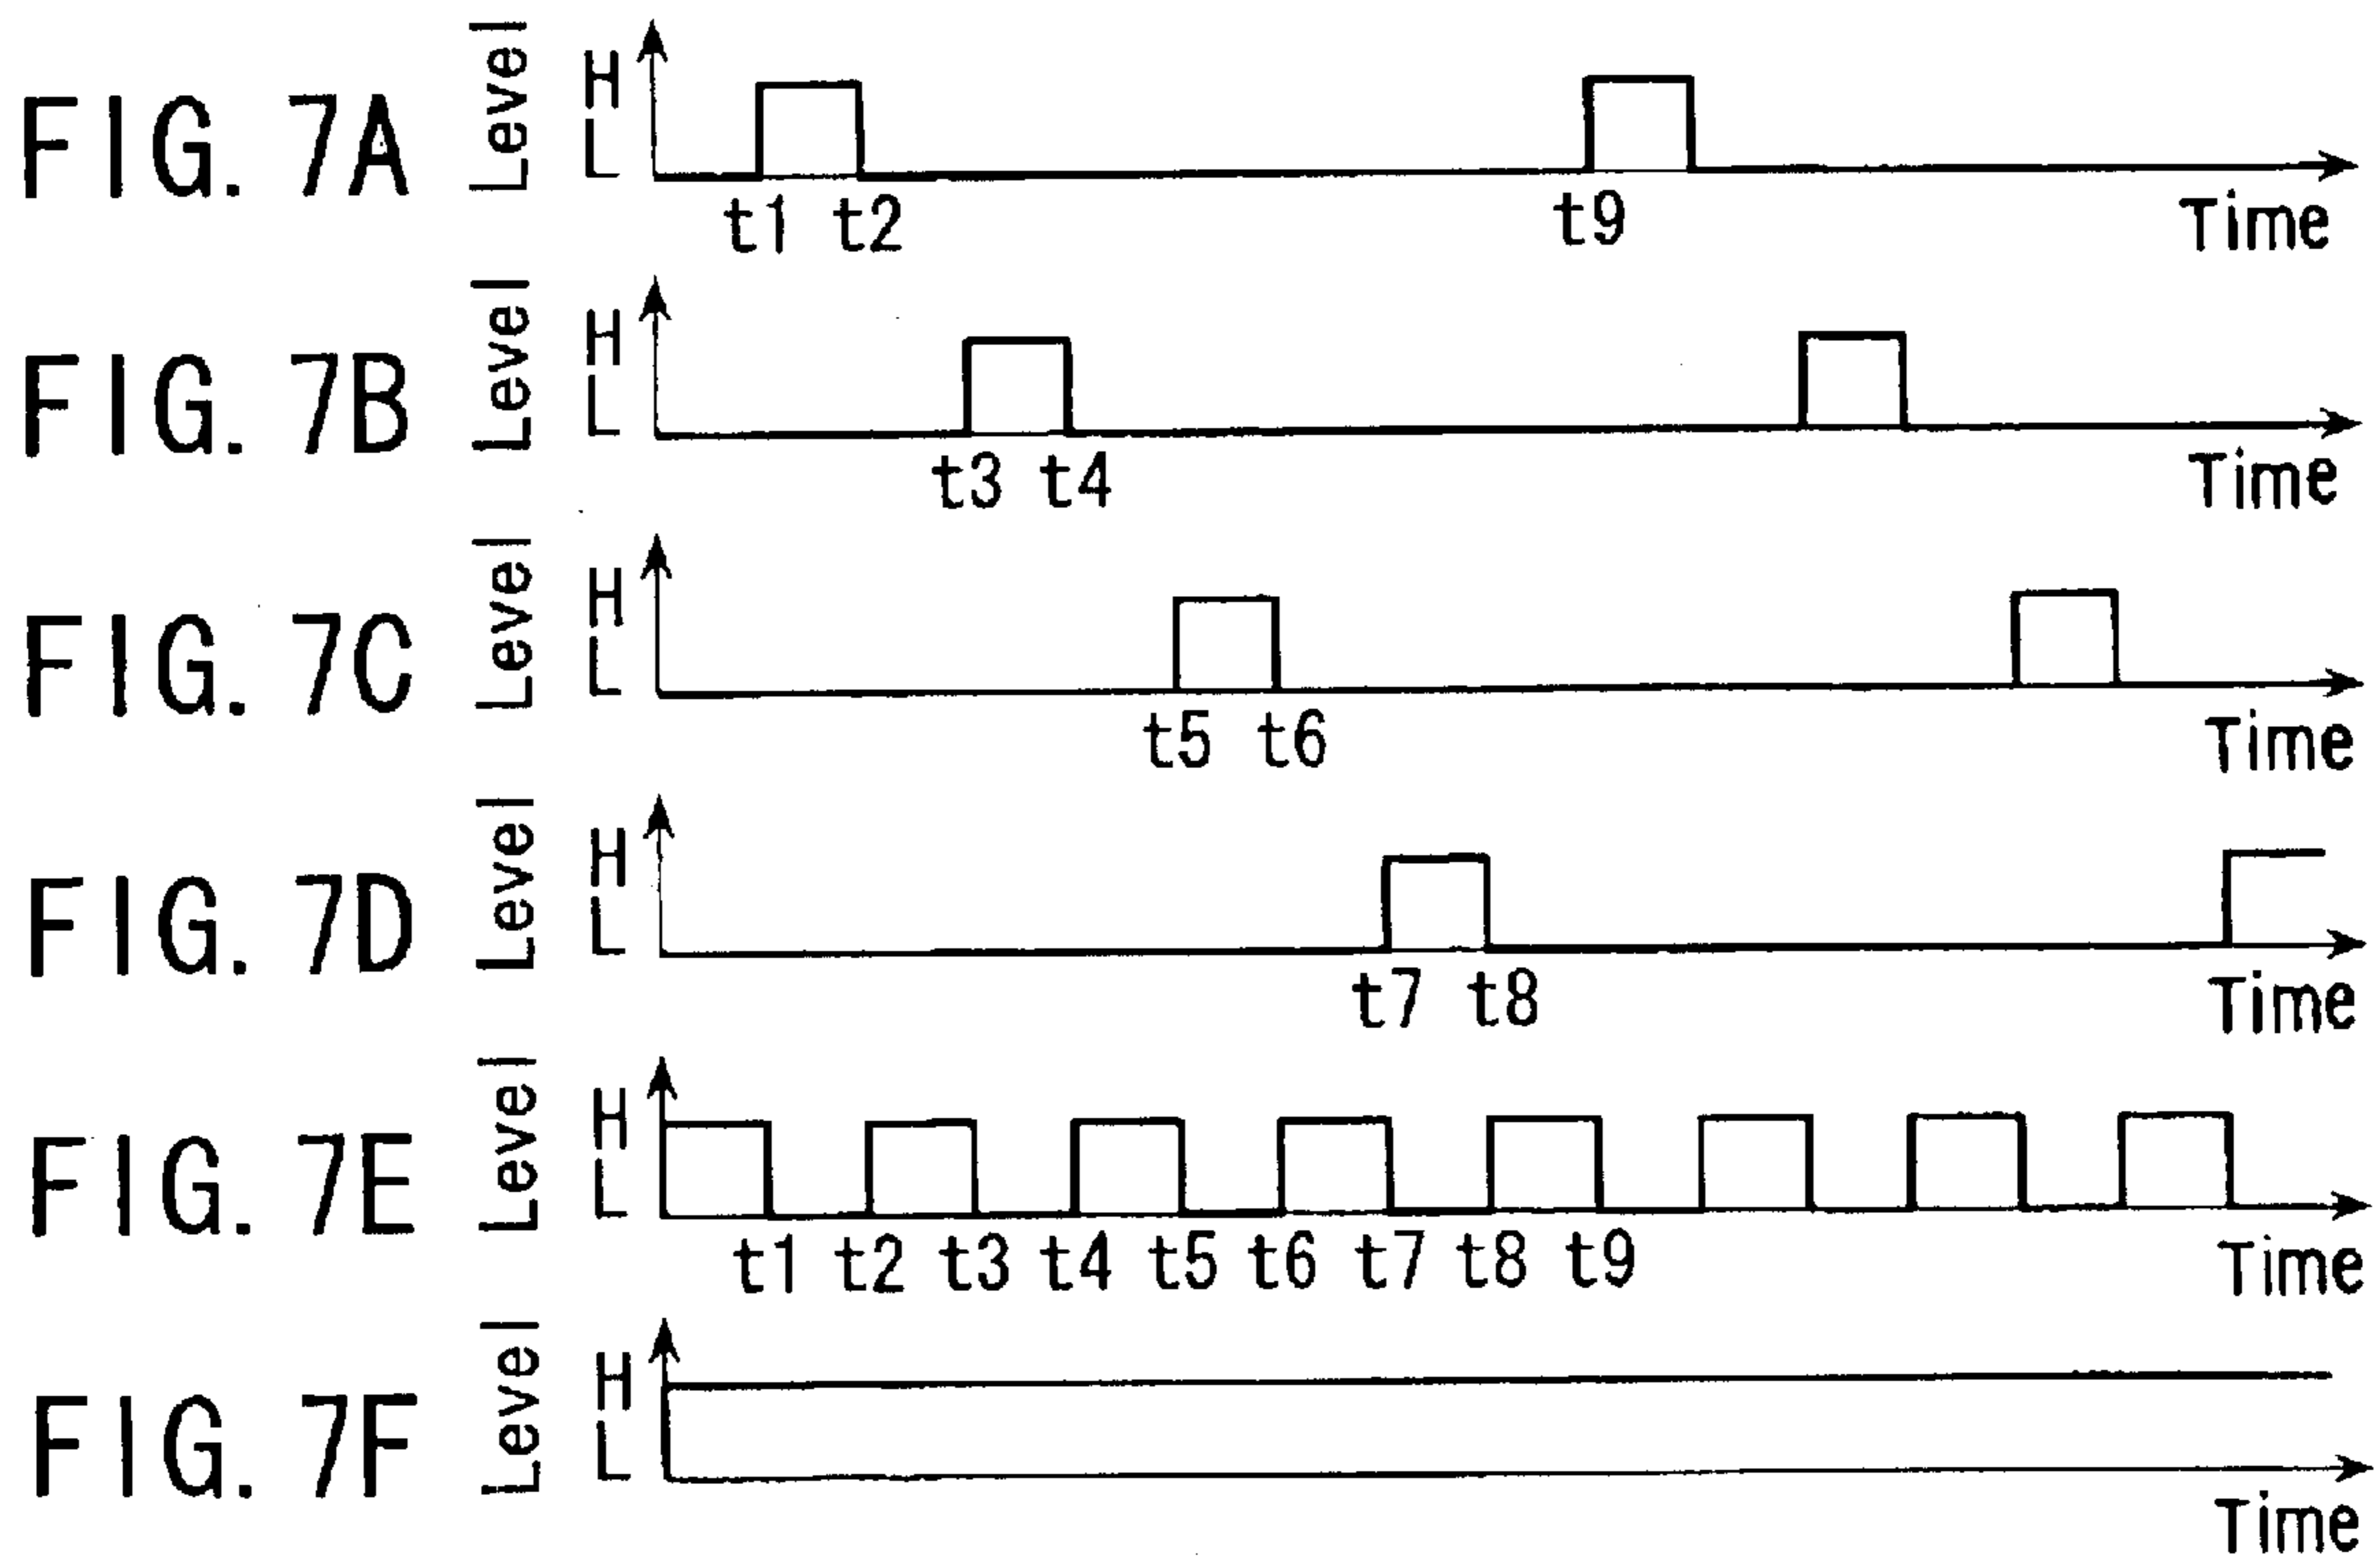 FIG. 7A
Level
H
L
t1 t2 t9
Time
FIG. 7B
Level
H
L
t3 t4
Time
FIG. 7C
Level
H
L
t5 t6
Time
FIG. 7D
Level
H
L
t7 t8
Time
FIG. 7E
Level
H
L
t1 t2 t3 t4 t5 t6 t7 t8 t9
Time
FIG. 7F
Level
H
L
Time